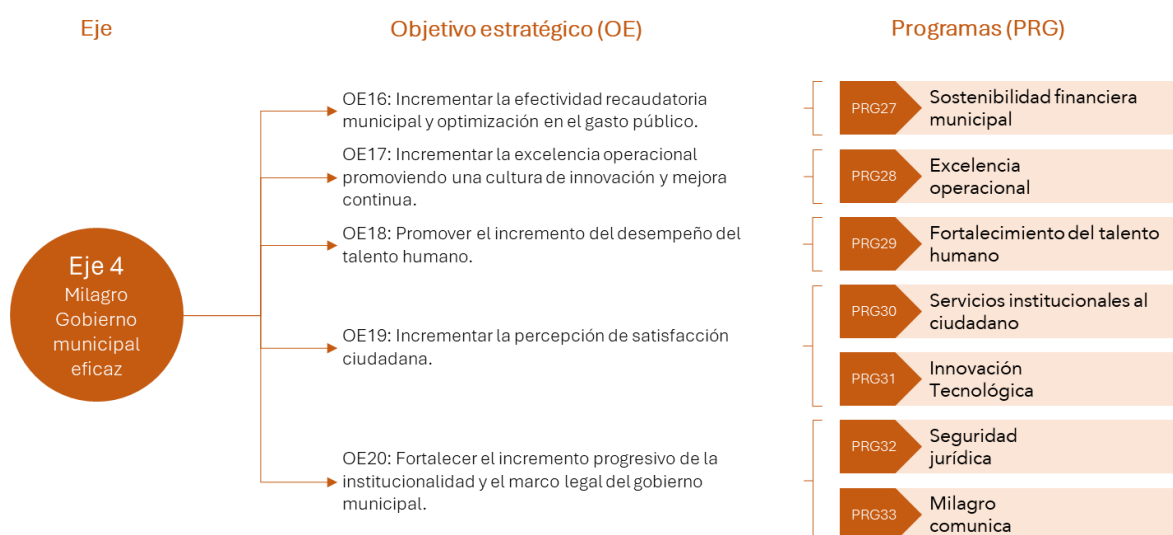 Eje
Objetivo estratégico (OE)
Programas (PRG)
Eje 4
Milagro
Gobierno
municipal
eficaz
OE16: Incrementar la efectividad recaudatoria
municipal y optimización en el gasto público.
OE17: Incrementar la excelencia operacional
promoviendo una cultura de innovación y mejora
continua.
OE18: Promover el incremento del desempeño del
talento humano.
OE19: Incrementar la percepción de satisfacción
ciudadana.
OE20: Fortalecer el incremento progresivo de la
institucionalidad y el marco legal del gobierno
municipal.
PRG27
Sostenibilidad financiera
municipal
PRG28
Excelencia
operacional
PRG29
Fortalecimiento del talento
humano
PRG30
Servicios institucionales al
ciudadano
PRG31
Innovación
Tecnológica
PRG32
Seguridad
jurídica
PRG33
Milagro
comunica